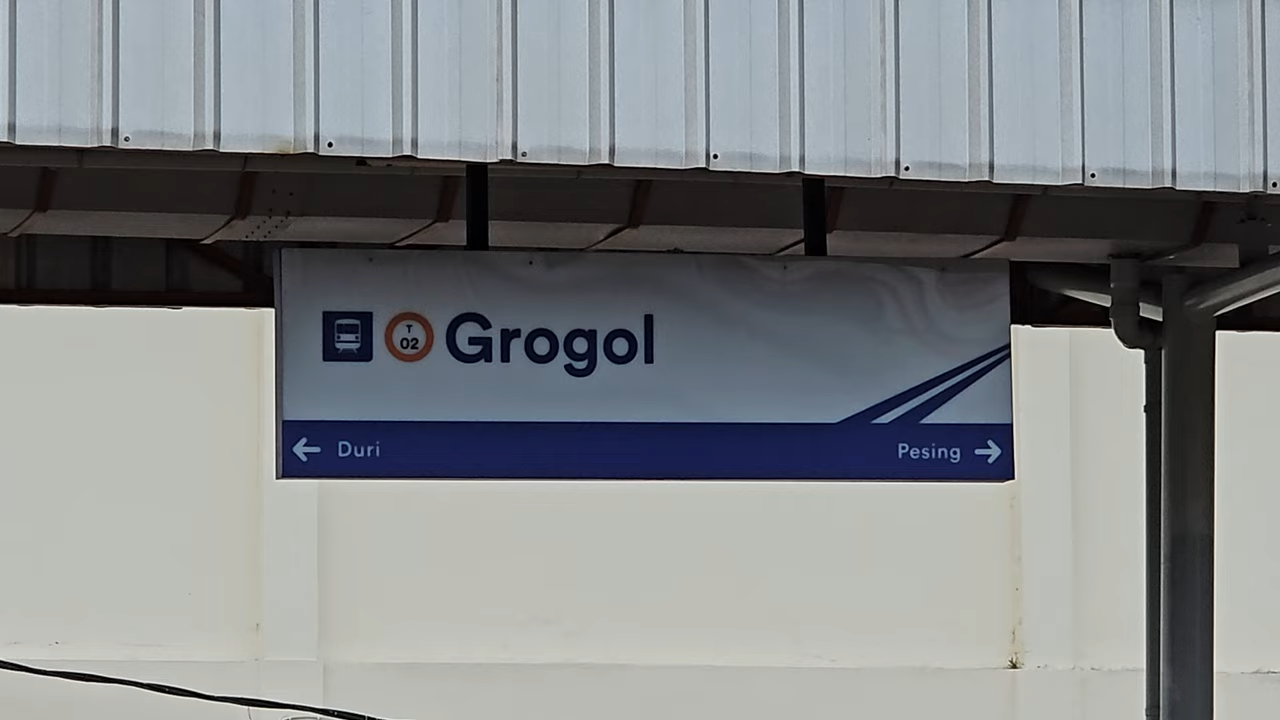 T
02
Grogol
← Duri
Pesing →